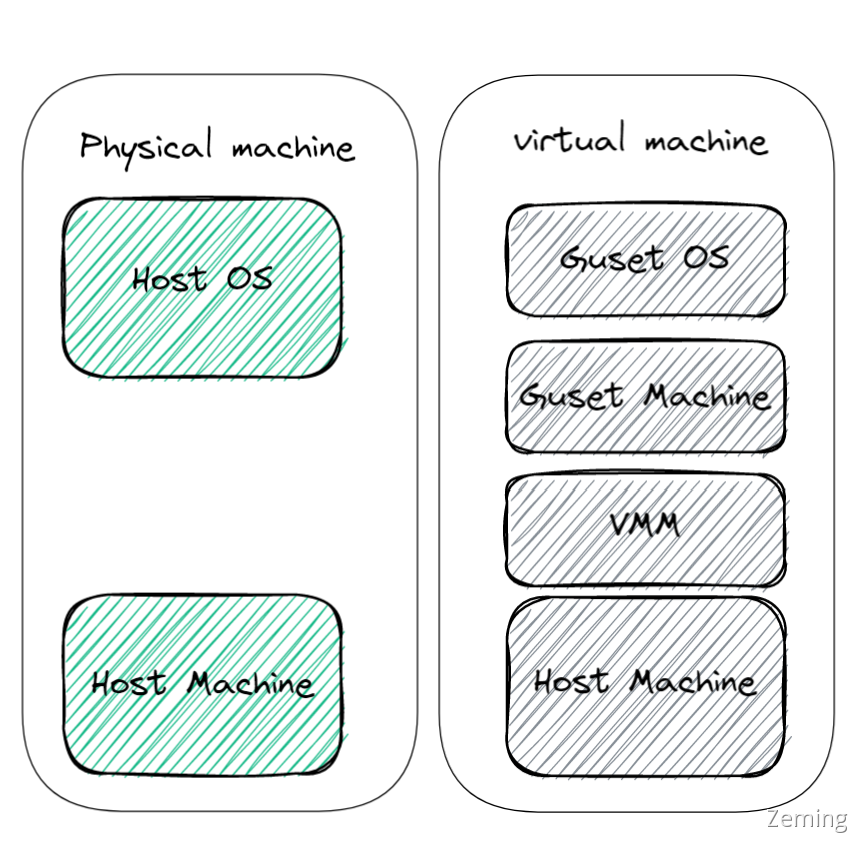 Physical machine
Host OS
Host Machine
virtual machine
Guset OS
Guset Machine
VMM
Host Machine
Zeming